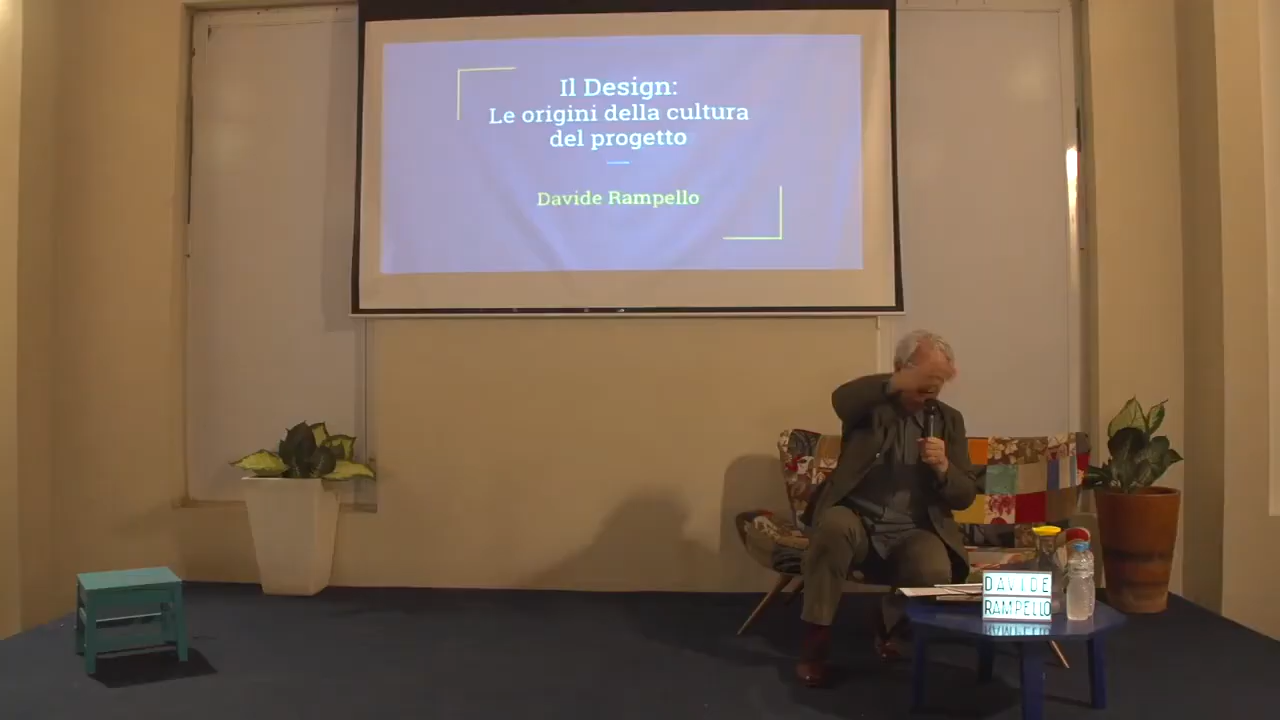 Il Design:
Le origini della cultura
del progetto
Davide Rampello
DAVIDE
RAMPELLO